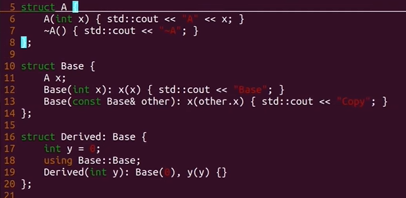 5 struct A {
6     A(int x) { std::cout << "A" << x; }
7     ~A() { std::cout << "~A"; }
8 };
9
10 struct Base {
11     A x;
12     Base(int x): x(x) { std::cout << "Base"; }
13     Base(const Base& other): x(other.x) { std::cout << "Copy"; }
14 };
15
16 struct Derived: Base {
17     int y = 0;
18     using Base::Base;
19     Derived(int y): Base(0), y(y) {}
20 };
21